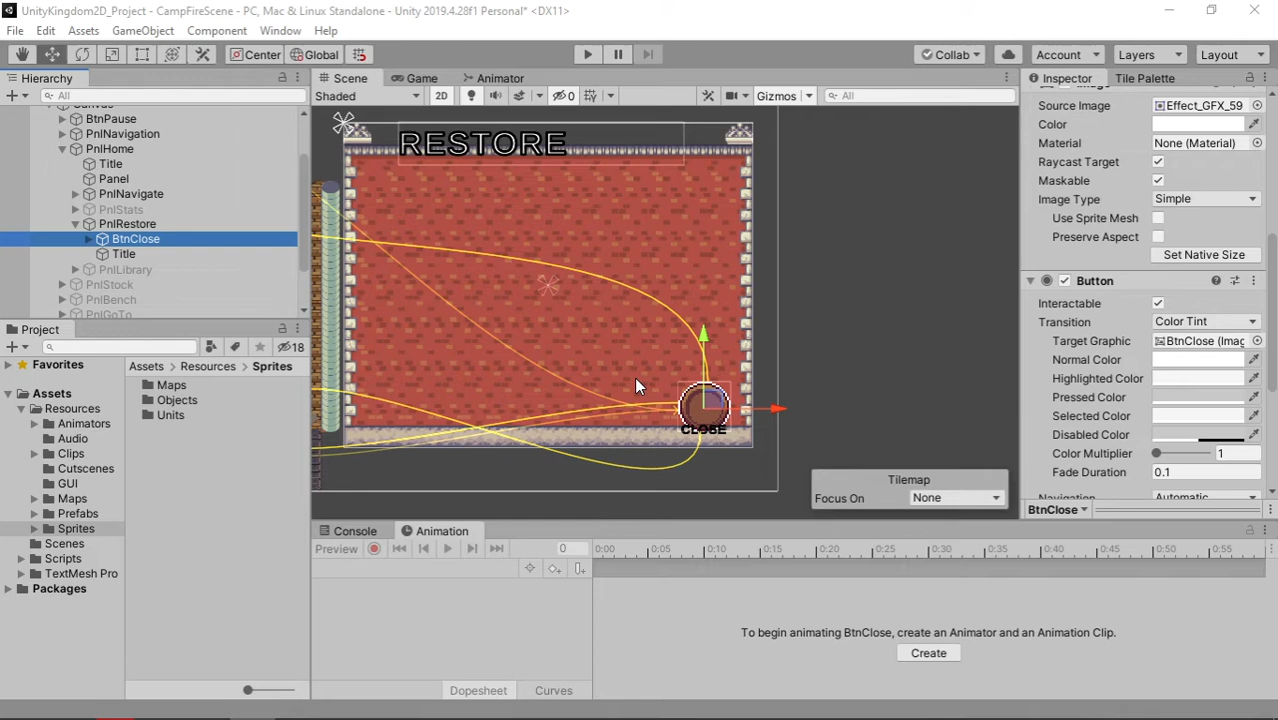 UnityKingdom2D_Project - CampFireScene - PC, Mac & Linux Standalone - Unity 2019.4.28f1 Personal* <DX11>
File Edit Assets GameObject Component Window Help
Center Global Collab Account Layers Layout
Hierarchy
All
Canvas
BtnPause
PnlNavigation
PnlHome
Title
Panel
PnlNavigate
PnlStats
PnlRestore
BtnClose
Title
PnlLibrary
PnlStock
PnlBench
PnlGoTo
Scene Game Animator
Shaded 2D 0 Gizmos All
RESTORE
CLOSE
Tilemap
Focus On None
Inspector Tile Palette
Image
Source Image Effect_GFX_59
Color
Material None (Material)
Raycast Target
Maskable
Image Type Simple
Use Sprite Mesh
Preserve Aspect
Set Native Size
Button
Interactable
Transition Color Tint
Target Graphic BtnClose (Imag
Normal Color
Highlighted Color
Pressed Color
Selected Color
Disabled Color
Color Multiplier 1
Fade Duration 0.1
Navigation Automatic
BtnClose
Project
18
Favorites
Assets
Resources
Animators
Audio
Clips
Cutscenes
GUI
Maps
Prefabs
Sprites
Scenes
Scripts
TextMesh Pro
Packages
Assets Resources Sprites
Maps
Objects
Units
Console Animation
Preview 0 0:00 0:05 0:10 0:15 0:20 0:25 0:30 0:35 0:40 0:45 0:50 0:55
To begin animating BtnClose, create an Animator and an Animation Clip.
Create
Dopesheet Curves